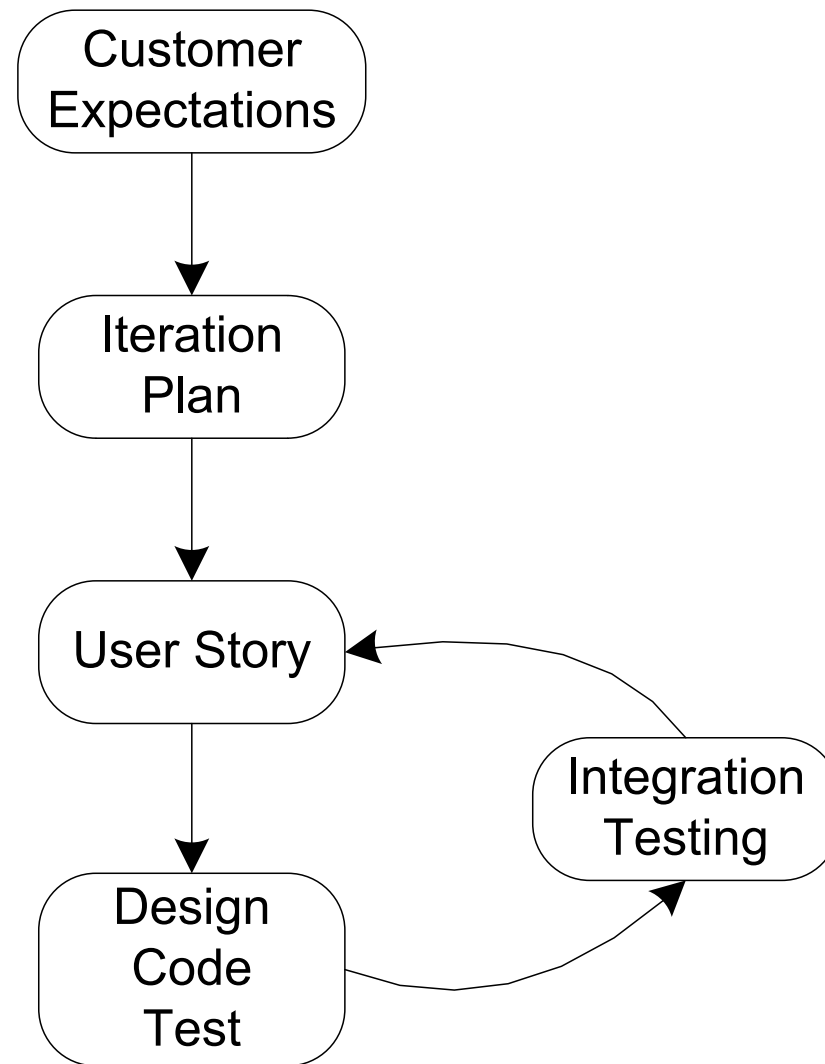 Customer
Expectations
Iteration
Plan
User Story
Integration
Testing
Design
Code
Test